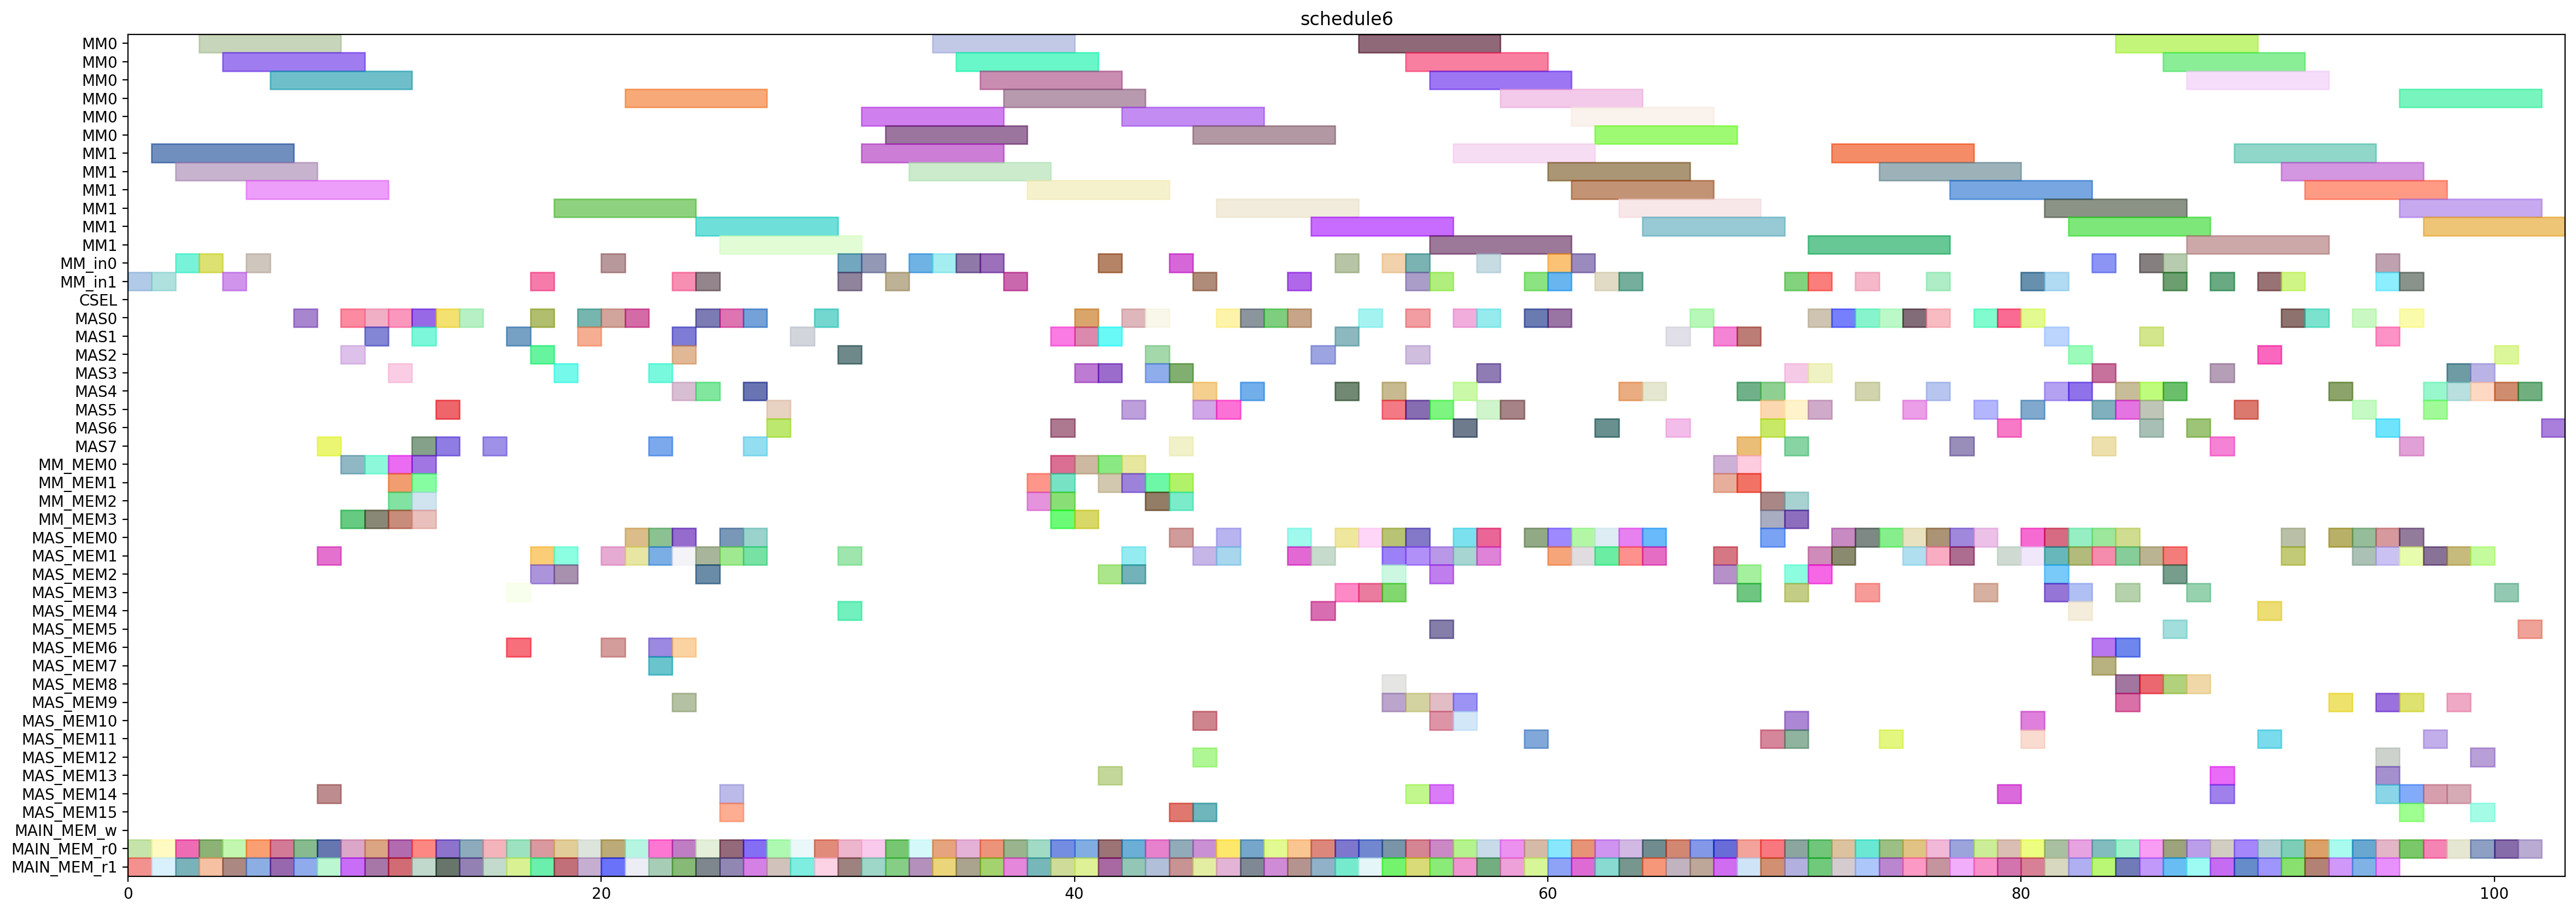 schedule6
MM0
MM0
MM0
MM0
MM0
MM0
MM1
MM1
MM1
MM1
MM1
MM1
MM_in0
MM_in1
CSEL
MAS0
MAS1
MAS2
MAS3
MAS4
MAS5
MAS6
MAS7
MM_MEM0
MM_MEM1
MM_MEM2
MM_MEM3
MAS_MEM0
MAS_MEM1
MAS_MEM2
MAS_MEM3
MAS_MEM4
MAS_MEM5
MAS_MEM6
MAS_MEM7
MAS_MEM8
MAS_MEM9
MAS_MEM10
MAS_MEM11
MAS_MEM12
MAS_MEM13
MAS_MEM14
MAS_MEM15
MAIN_MEM_w
MAIN_MEM_r0
MAIN_MEM_r1
0 20 40 60 80 100